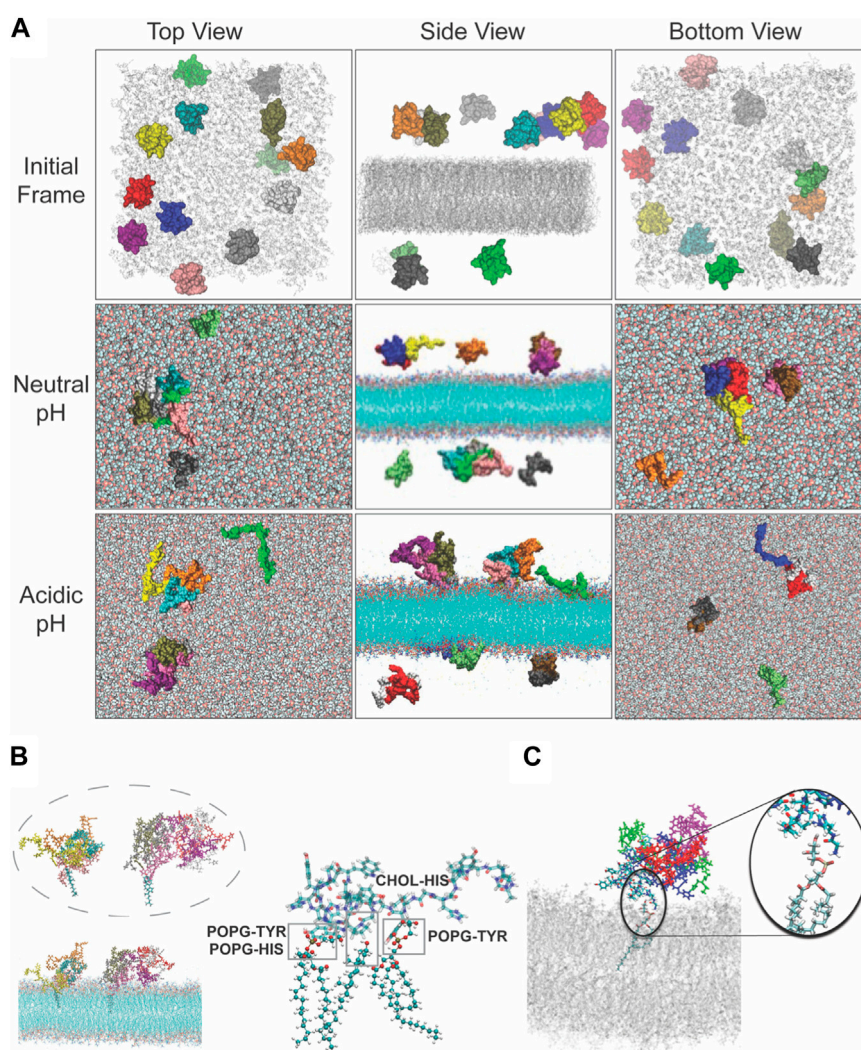 A
Top View
Side View
Bottom View
Initial
Frame
Neutral
pH
Acidic
pH
B
C
CHOL-HIS
POPG-TYR
POPG-HIS
POPG-TYR